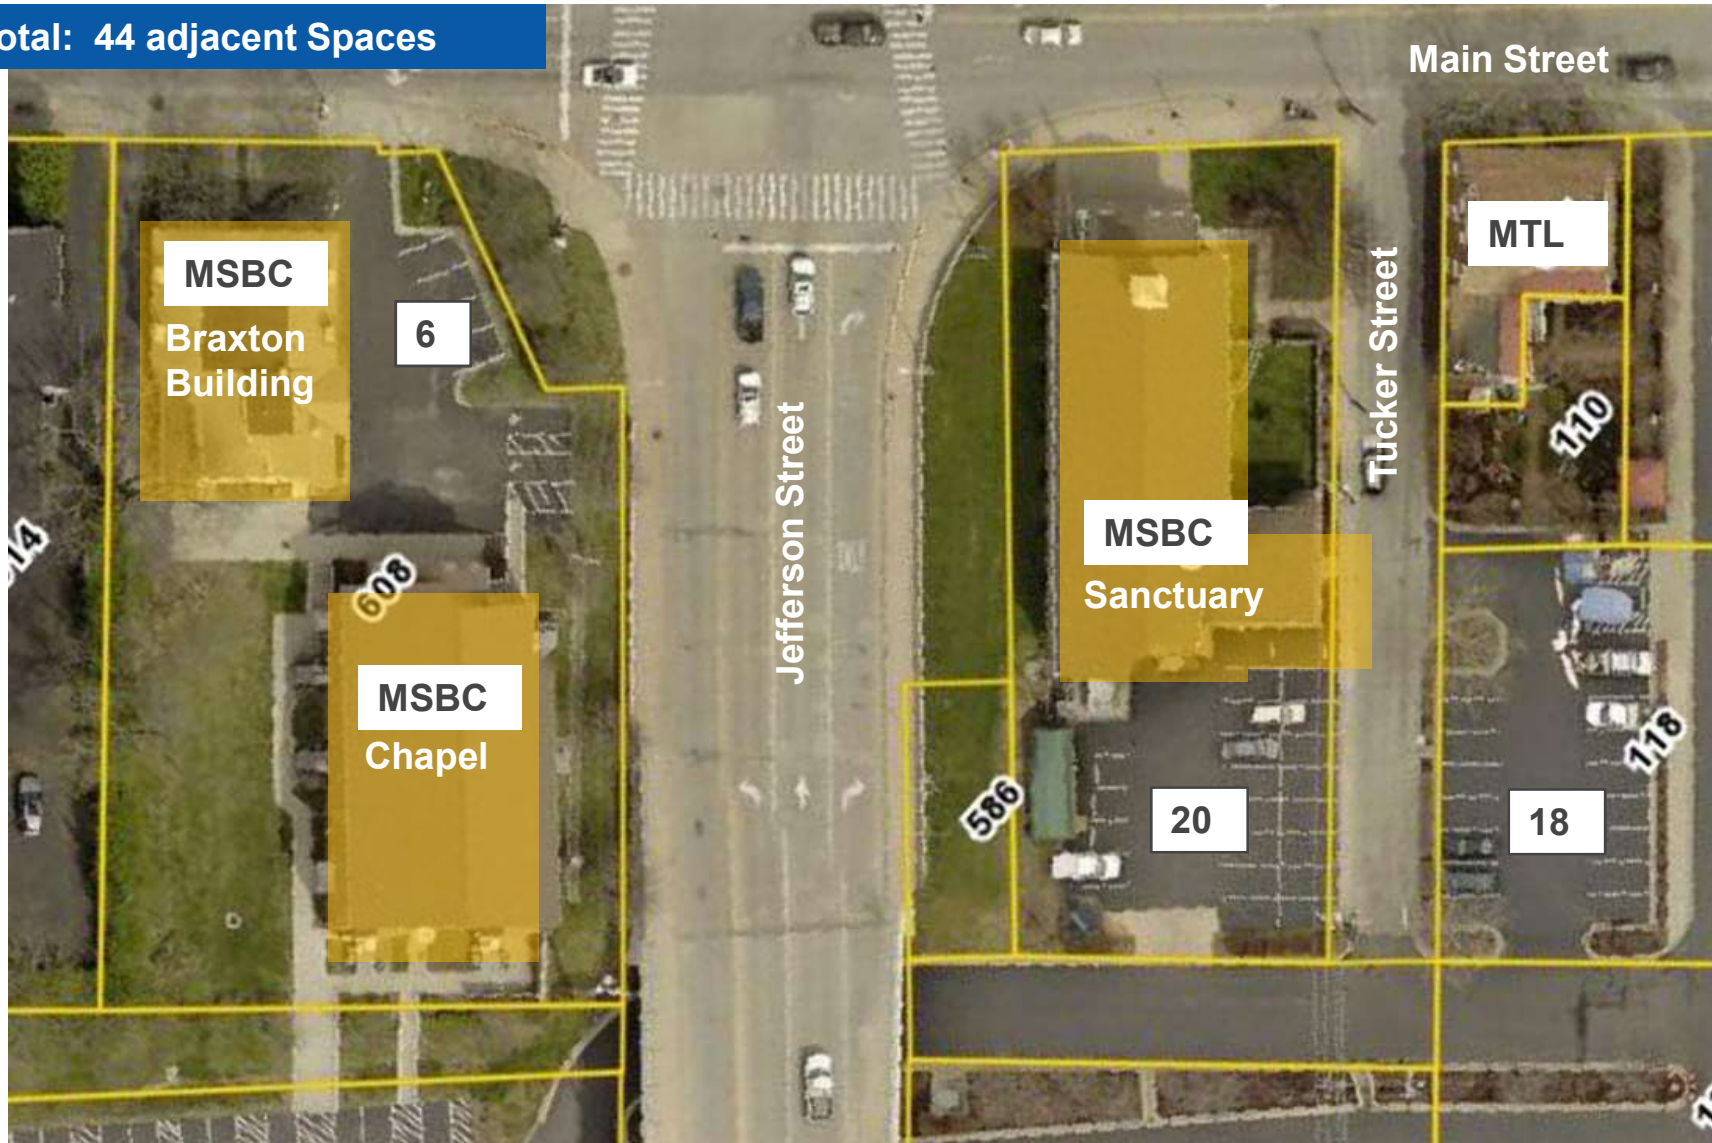 otal: 44 adjacent Spaces
Main Street
MSBC
Braxton
Building
6
MTL
Tucker Street
110
Jefferson Street
MSBC
Sanctuary
14
608
MSBC
Chapel
586
20
18
118